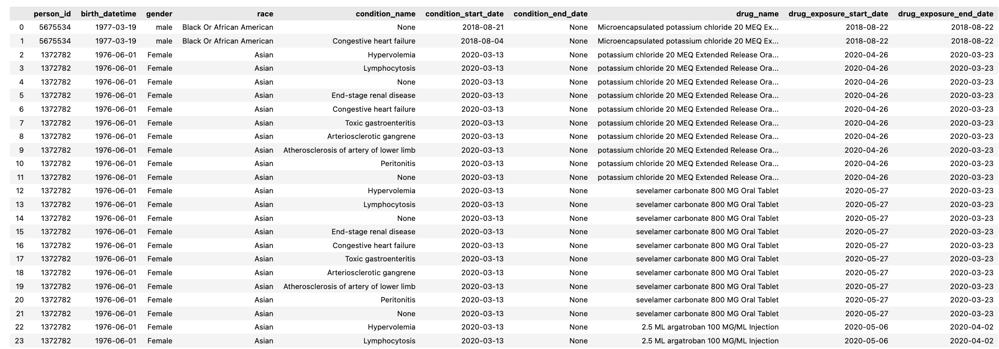 person_id birth_datetime gender race condition_name condition_start_date condition_end_date drug_name drug_exposure_start_date drug_exposure_end_date
0 5675534 1977-03-19 male Black Or African American None 2018-08-21 None Microencapsulated potassium chloride 20 MEQ Ex... 2018-08-22 2018-08-22
1 5675534 1977-03-19 male Black Or African American Congestive heart failure 2018-08-04 None Microencapsulated potassium chloride 20 MEQ Ex... 2018-08-22 2018-08-22
2 1372782 1976-06-01 Female Asian Hypervolemia 2020-03-13 None potassium chloride 20 MEQ Extended Release Ora... 2020-04-26 2020-03-23
3 1372782 1976-06-01 Female Asian Lymphocytosis 2020-03-13 None potassium chloride 20 MEQ Extended Release Ora... 2020-04-26 2020-03-23
4 1372782 1976-06-01 Female Asian None 2020-03-13 None potassium chloride 20 MEQ Extended Release Ora... 2020-04-26 2020-03-23
5 1372782 1976-06-01 Female Asian End-stage renal disease 2020-03-13 None potassium chloride 20 MEQ Extended Release Ora... 2020-04-26 2020-03-23
6 1372782 1976-06-01 Female Asian Congestive heart failure 2020-03-13 None potassium chloride 20 MEQ Extended Release Ora... 2020-04-26 2020-03-23
7 1372782 1976-06-01 Female Asian Toxic gastroenteritis 2020-03-13 None potassium chloride 20 MEQ Extended Release Ora... 2020-04-26 2020-03-23
8 1372782 1976-06-01 Female Asian Arteriosclerotic gangrene 2020-03-13 None potassium chloride 20 MEQ Extended Release Ora... 2020-04-26 2020-03-23
9 1372782 1976-06-01 Female Asian Atherosclerosis of artery of lower limb 2020-03-13 None potassium chloride 20 MEQ Extended Release Ora... 2020-04-26 2020-03-23
10 1372782 1976-06-01 Female Asian Peritonitis 2020-03-13 None potassium chloride 20 MEQ Extended Release Ora... 2020-04-26 2020-03-23
11 1372782 1976-06-01 Female Asian None 2020-03-13 None potassium chloride 20 MEQ Extended Release Ora... 2020-04-26 2020-03-23
12 1372782 1976-06-01 Female Asian Hypervolemia 2020-03-13 None sevelamer carbonate 800 MG Oral Tablet 2020-05-27 2020-03-23
13 1372782 1976-06-01 Female Asian Lymphocytosis 2020-03-13 None sevelamer carbonate 800 MG Oral Tablet 2020-05-27 2020-03-23
14 1372782 1976-06-01 Female Asian None 2020-03-13 None sevelamer carbonate 800 MG Oral Tablet 2020-05-27 2020-03-23
15 1372782 1976-06-01 Female Asian End-stage renal disease 2020-03-13 None sevelamer carbonate 800 MG Oral Tablet 2020-05-27 2020-03-23
16 1372782 1976-06-01 Female Asian Congestive heart failure 2020-03-13 None sevelamer carbonate 800 MG Oral Tablet 2020-05-27 2020-03-23
17 1372782 1976-06-01 Female Asian Toxic gastroenteritis 2020-03-13 None sevelamer carbonate 800 MG Oral Tablet 2020-05-27 2020-03-23
18 1372782 1976-06-01 Female Asian Arteriosclerotic gangrene 2020-03-13 None sevelamer carbonate 800 MG Oral Tablet 2020-05-27 2020-03-23
19 1372782 1976-06-01 Female Asian Atherosclerosis of artery of lower limb 2020-03-13 None sevelamer carbonate 800 MG Oral Tablet 2020-05-27 2020-03-23
20 1372782 1976-06-01 Female Asian Peritonitis 2020-03-13 None sevelamer carbonate 800 MG Oral Tablet 2020-05-27 2020-03-23
21 1372782 1976-06-01 Female Asian None 2020-03-13 None sevelamer carbonate 800 MG Oral Tablet 2020-05-27 2020-03-23
22 1372782 1976-06-01 Female Asian Hypervolemia 2020-03-13 None 2.5 ML argatroban 100 MG/ML Injection 2020-05-06 2020-04-02
23 1372782 1976-06-01 Female Asian Lymphocytosis 2020-03-13 None 2.5 ML argatroban 100 MG/ML Injection 2020-05-06 2020-04-02